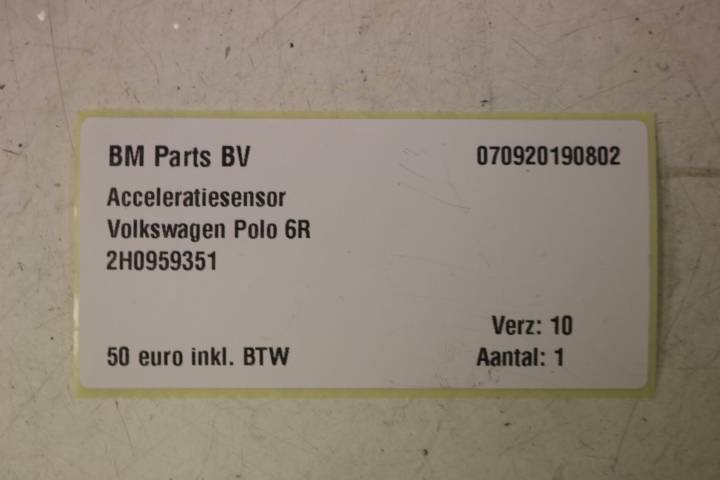 BM Parts BV 070920190802
Acceleratiesensor
Volkswagen Polo 6R
2H0959351
Verz: 10
50 euro inkl. BTW Aantal: 1